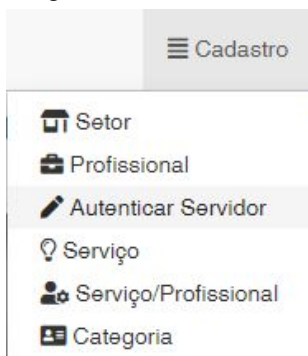 Cadastro
Setor
Profissional
Autenticar Servidor
Serviço
Serviço/Profissional
Categoria